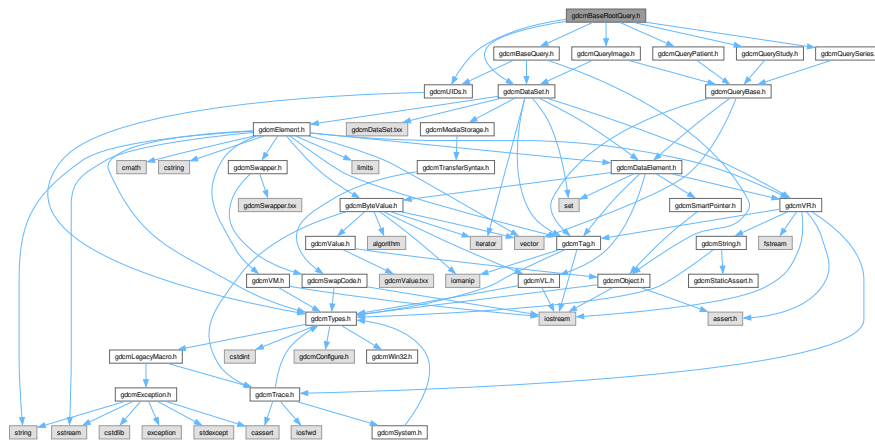 gdcmBaseRootQuery.h
gdcmBaseQuery.h
gdcmQueryImage.h
gdcmQueryPatient.h
gdcmQueryStudy.h
gdcmQuerySeries.
gdcmUIDs.h
gdcmDataSet.h
gdcmQueryBase.h
gdcmElement.h
gdcmDataSet.txx
gdcmMediaStorage.h
cmath
cstring
gdcmSwapper.h
limits
gdcmTransferSyntax.h
gdcmDataElement.h
gdcmSwapper.txx
gdcmByteValue.h
set
gdcmSmartPointer.h
gdcmVR.h
gdcmValue.h
algorithm
iterator
vector
gdcmTag.h
gdcmString.h
fstream
gdcmVM.h
gdcmSwapCode.h
gdcmValue.txx
iomanip
gdcmVL.h
gdcmObject.h
gdcmStaticAssert.h
gdcmTypes.h
iostream
assert.h
gdcmLegacyMacro.h
cstdint
gdcmConfigure.h
gdcmWin32.h
gdcmException.h
gdcmTrace.h
string
sstream
cstdlib
exception
stdexcept
cassert
iosfwd
gdcmSystem.h